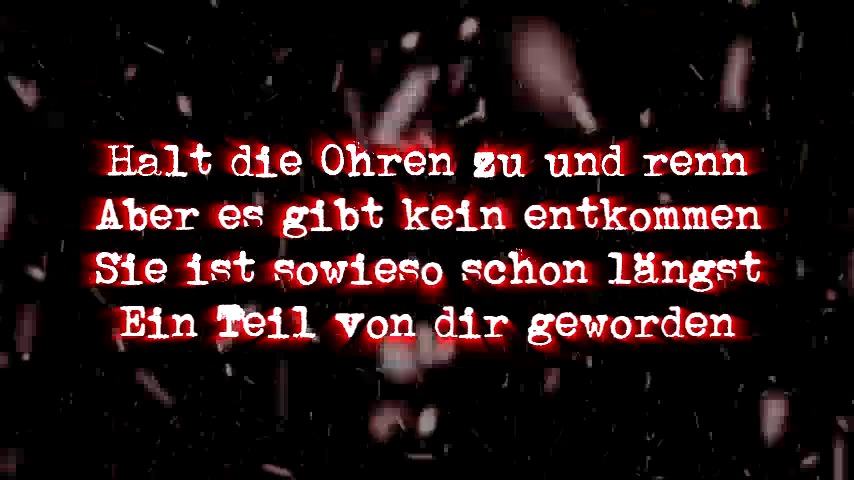 Halt die Ohren zu und renn
Aber es gibt kein entkommen
Sie ist sowieso schon längst
Ein Teil von dir geworden